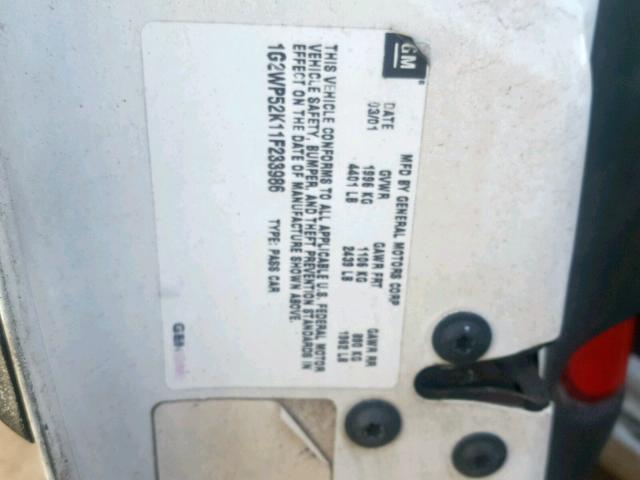 GM
MFD BY GENERAL MOTORS CORP
DATE GVWR GAWR FRT GAWR RR
03/01 1996 KG 1106 KG 890 KG
4401 LB 2439 LB 1962 LB
THIS VEHICLE CONFORMS TO ALL APPLICABLE U.S. FEDERAL MOTOR
VEHICLE SAFETY, BUMPER, AND THEFT PREVENTION STANDARDS IN
EFFECT ON THE DATE OF MANUFACTURE SHOWN ABOVE.
1G2WP52K11F233986 TYPE: PASS CAR